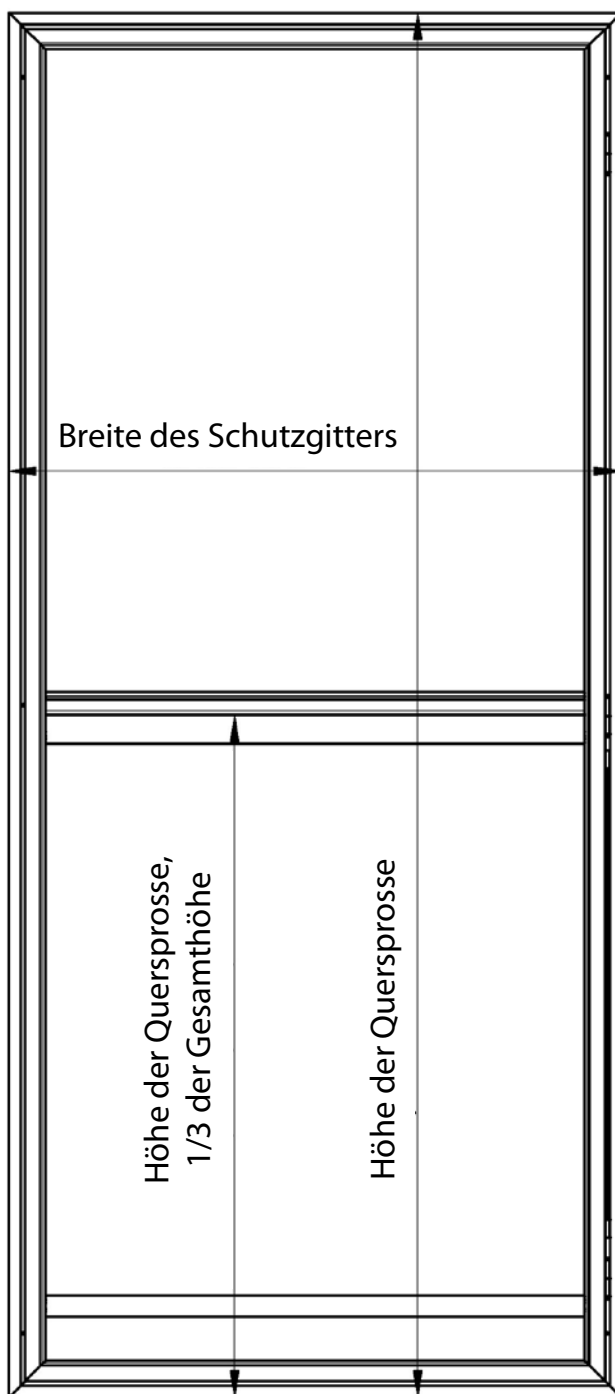 Breite des Schutzgitters
Höhe der Quersprosse,
1/3 der Gesamthöhe
Höhe der Quersprosse